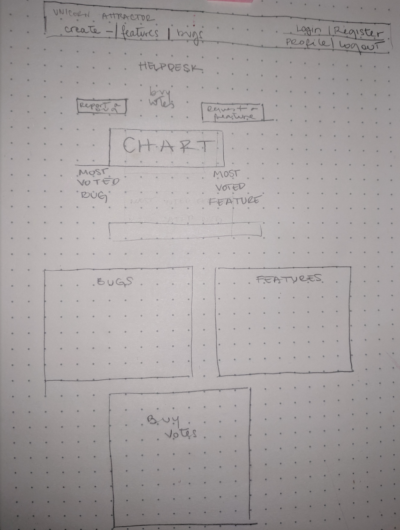 UNICORN ATTRACTOR
create - | features | bugs
Login | Register
Profile | Logout
HELPDESK
buy
votes
Report a
bug
Request a
feature
CHART
MOST
VOTED
BUG
MOST
VOTED
FEATURE
BUGS
FEATURES
Buy
votes